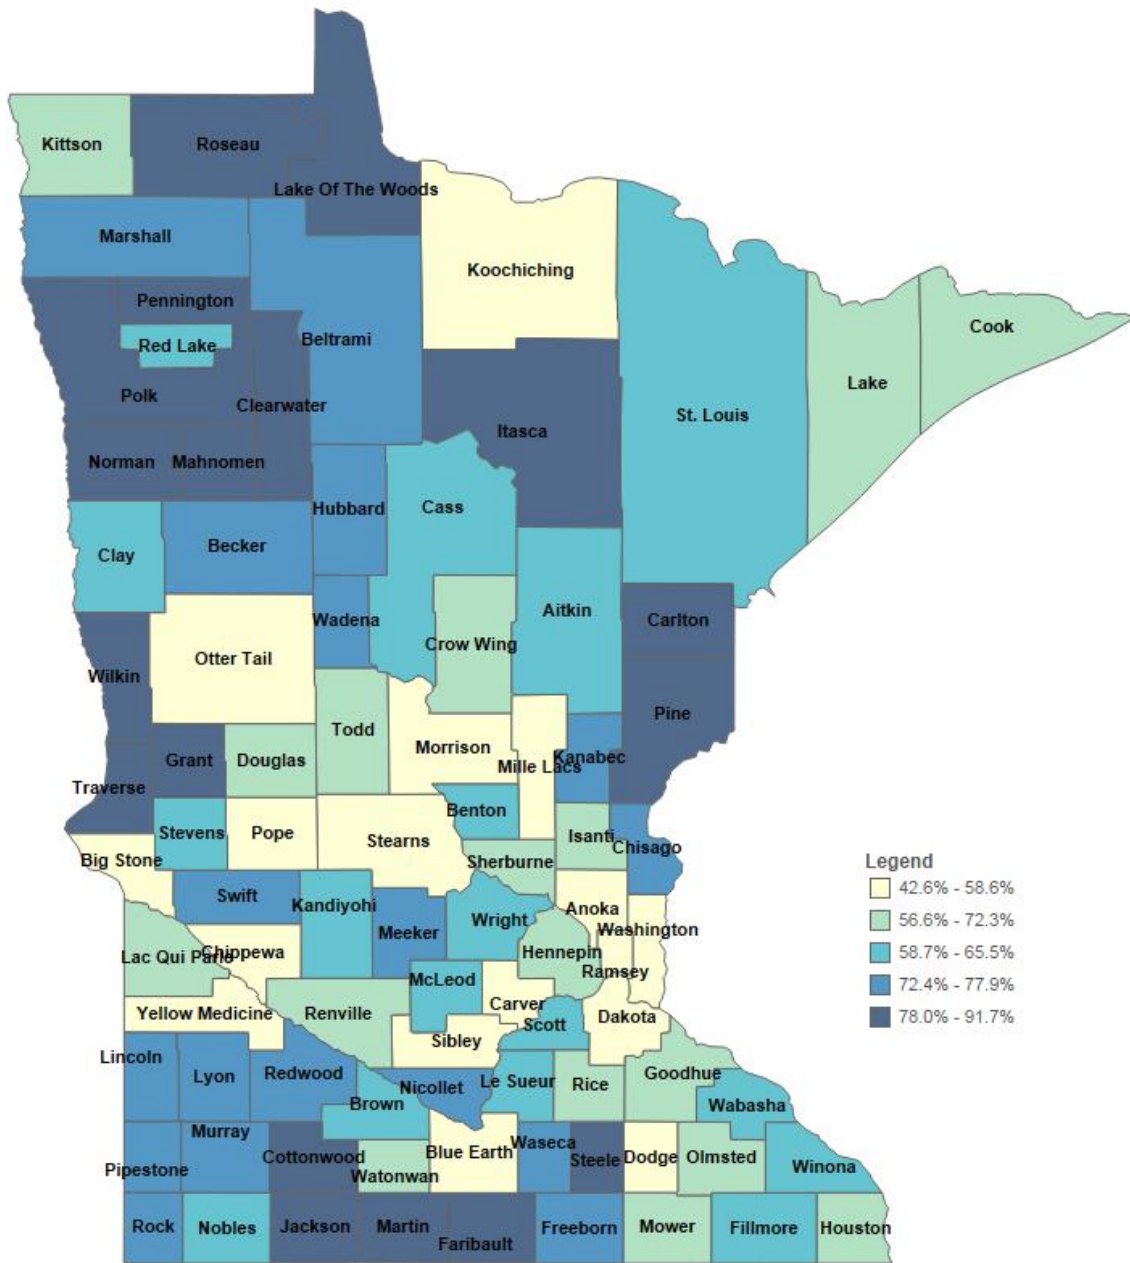 Kittson
Roseau
Lake Of The Woods
Marshall
Koochiching
Pennington
Cook
Beltrami
Red Lake
Lake
Polk
Clearwater
St. Louis
Itasca
Norman
Mahnomen
Hubbard
Cass
Clay
Becker
Aitkin
Wadena
Carlton
Crow Wing
Otter Tail
Wilkin
Pine
Todd
Morrison
Grant
Douglas
Kanabec
Mille Lacs
Traverse
Benton
Stevens
Pope
Isanti
Stearns
Chisago
Big Stone
Sherburne
Legend
42.6% - 58.6%
56.6% - 72.3%
58.7% - 65.5%
72.4% - 77.9%
78.0% - 91.7%
Swift
Kandiyohi
Anoka
Wright
Washington
Meeker
Chippewa
Hennepin
Lac Qui Parle
Ramsey
McLeod
Carver
Yellow Medicine
Renville
Dakota
Scott
Sibley
Lincoln
Lyon
Redwood
Goodhue
Le Sueur
Rice
Nicollet
Brown
Wabasha
Murray
Waseca
Blue Earth
Cottonwood
Steele
Dodge
Olmsted
Pipestone
Winona
Watonwan
Rock
Nobles
Jackson
Martin
Freeborn
Mower
Fillmore
Houston
Faribault